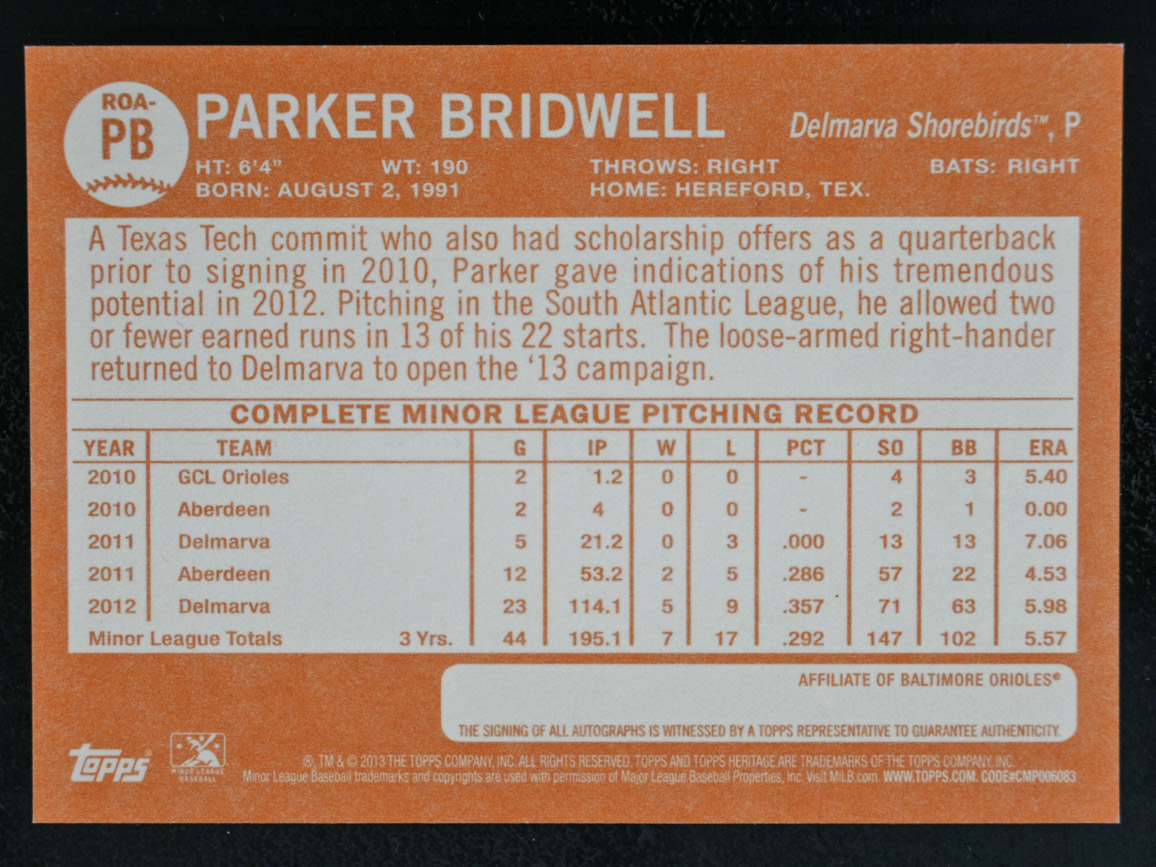 ROA-
PB
PARKER BRIDWELL
Delmarva Shorebirds™, P
HT: 6'4" WT: 190 THROWS: RIGHT BATS: RIGHT
BORN: AUGUST 2, 1991 HOME: HEREFORD, TEX.
A Texas Tech commit who also had scholarship offers as a quarterback
prior to signing in 2010, Parker gave indications of his tremendous
potential in 2012. Pitching in the South Atlantic League, he allowed two
or fewer earned runs in 13 of his 22 starts. The loose-armed right-hander
returned to Delmarva to open the '13 campaign.
COMPLETE MINOR LEAGUE PITCHING RECORD
YEAR TEAM G IP W L PCT SO BB ERA
2010 GCL Orioles 2 1.2 0 0 - 4 3 5.40
2010 Aberdeen 2 4 0 0 - 2 1 0.00
2011 Delmarva 5 21.2 0 3 .000 13 13 7.06
2011 Aberdeen 12 53.2 2 5 .286 57 22 4.53
2012 Delmarva 23 114.1 5 9 .357 71 63 5.98
Minor League Totals 3 Yrs. 44 195.1 7 17 .292 147 102 5.57
AFFILIATE OF BALTIMORE ORIOLES®
THE SIGNING OF ALL AUTOGRAPHS IS WITNESSED BY A TOPPS REPRESENTATIVE TO GUARANTEE AUTHENTICITY.
Topps®
MINOR LEAGUE
BASEBALL
®, TM & © 2013 THE TOPPS COMPANY, INC. ALL RIGHTS RESERVED. TOPPS AND TOPPS HERITAGE ARE TRADEMARKS OF THE TOPPS COMPANY, INC.
Minor League Baseball trademarks and copyrights are used with permission of Major League Baseball Properties, Inc. Visit MiLB.com. WWW.TOPPS.COM. CODE#CMP006083